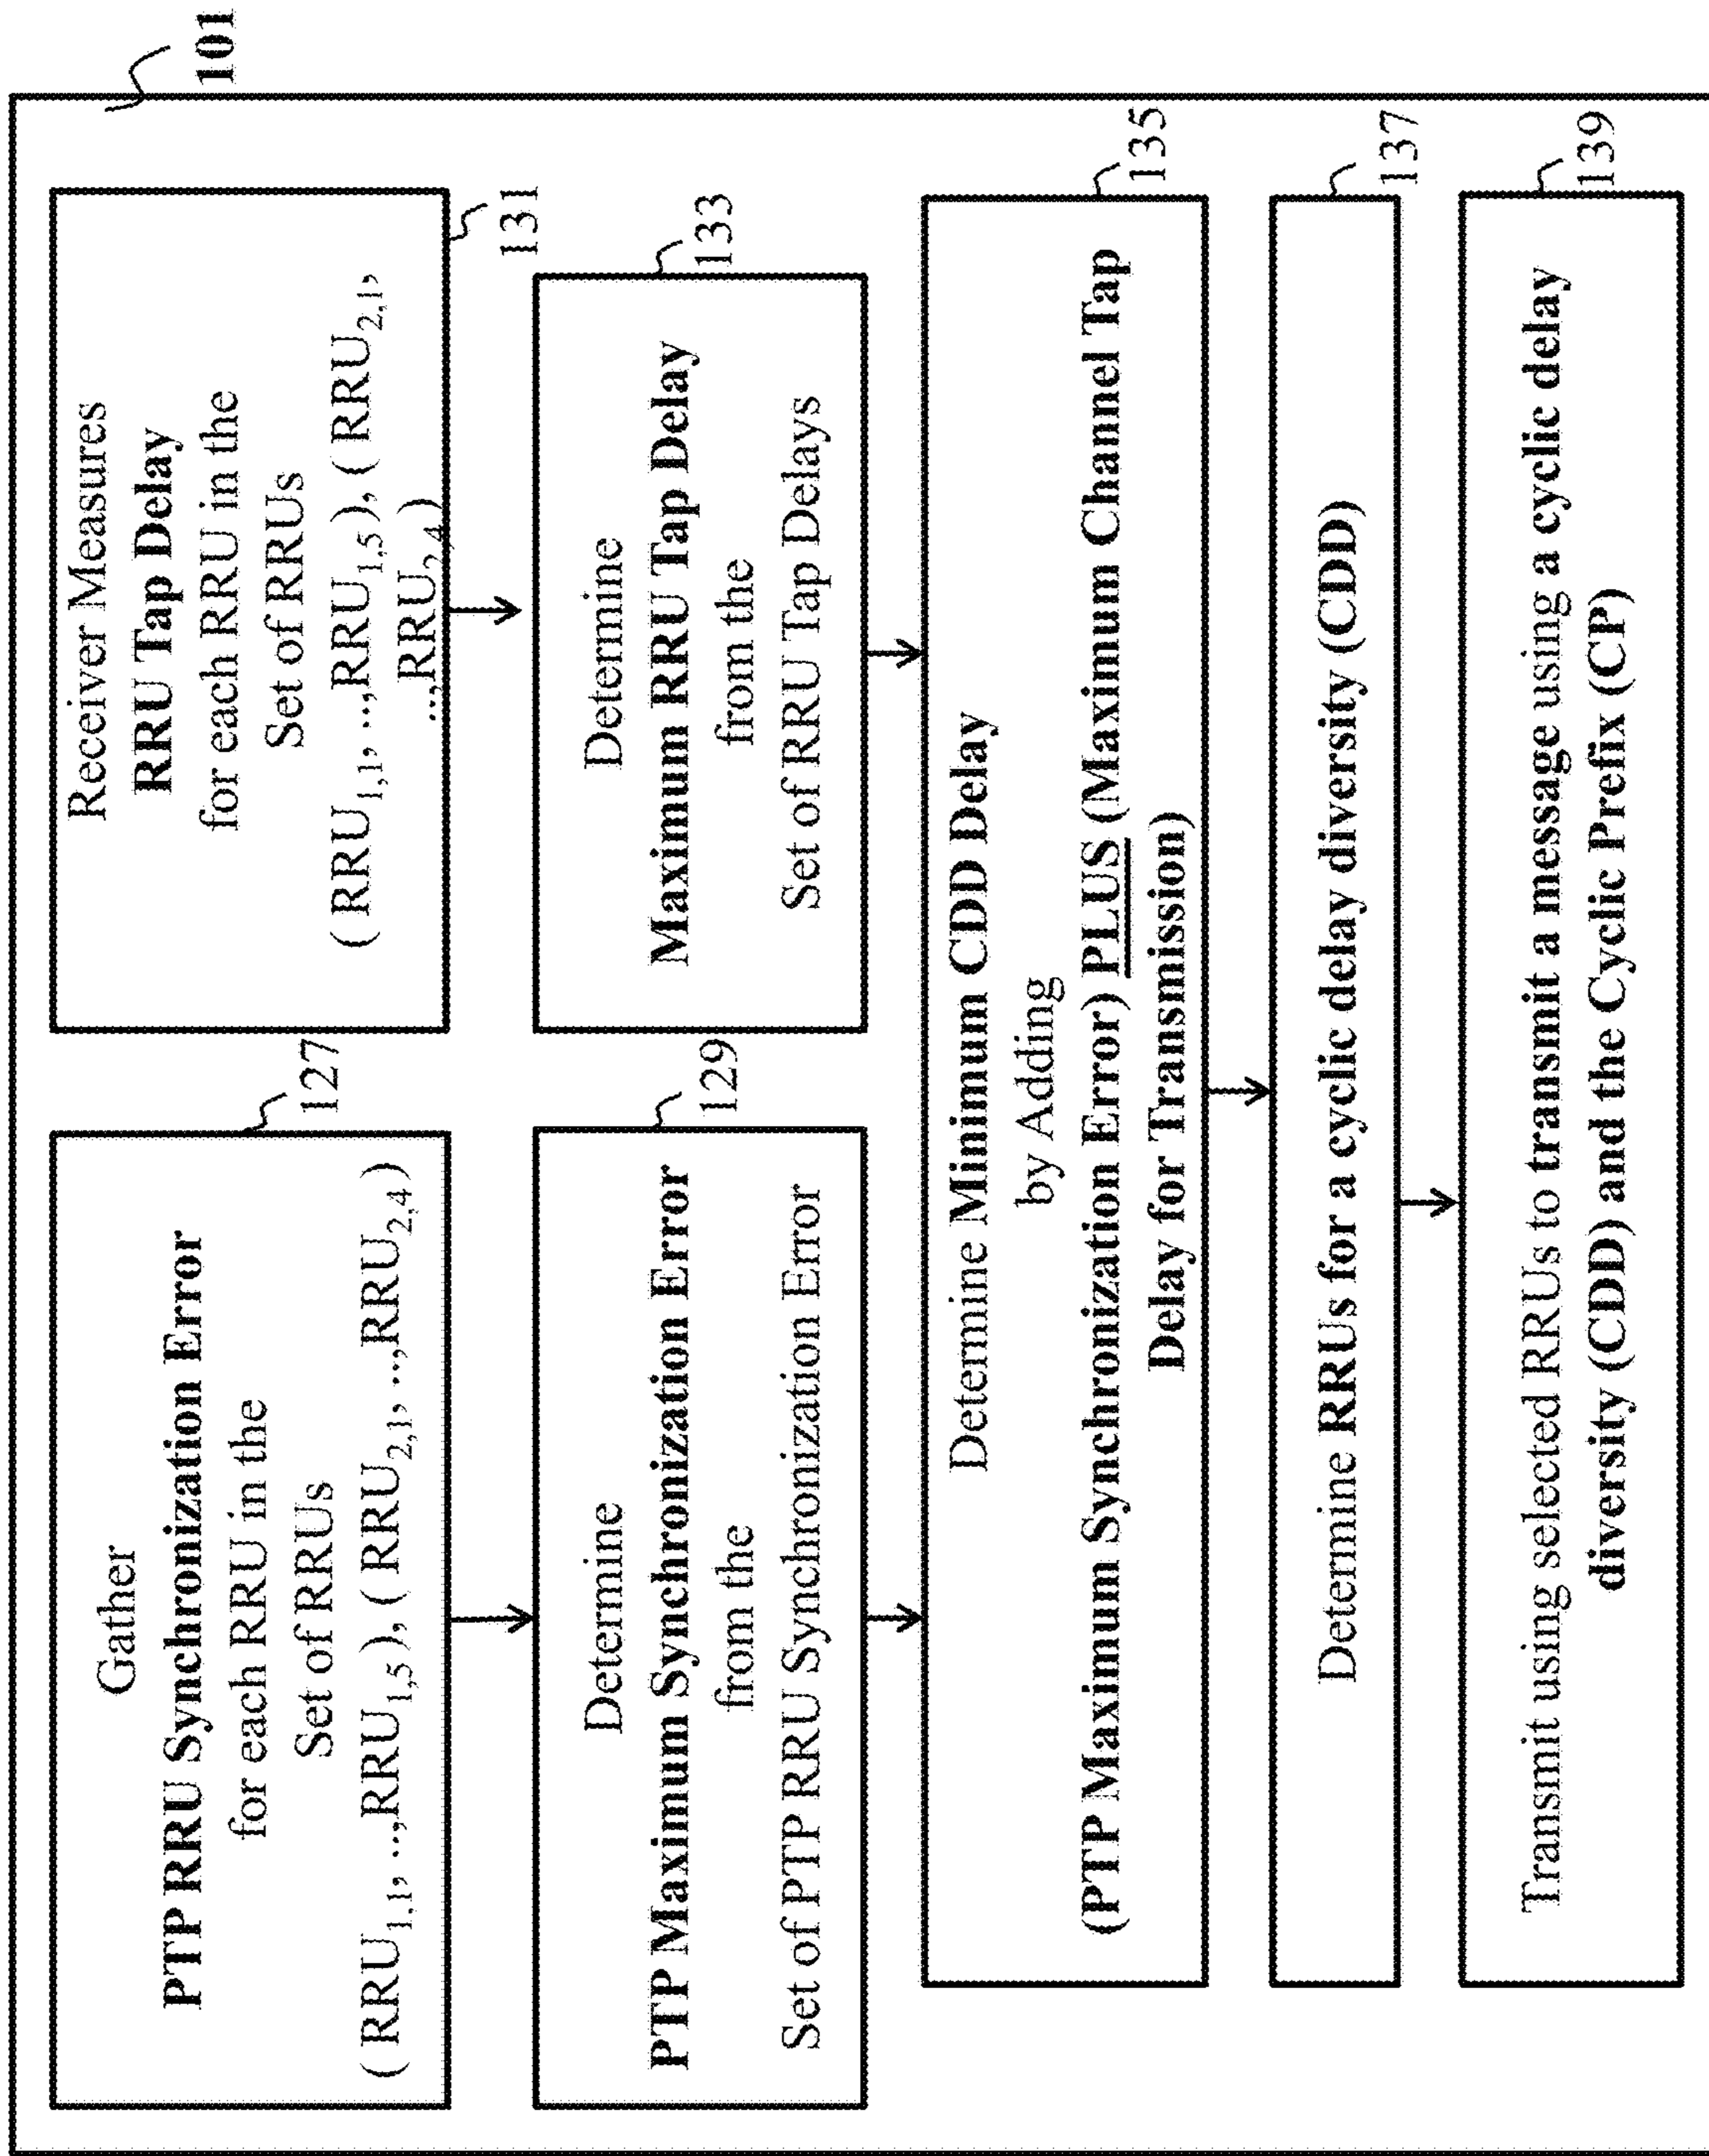 101
Gather
PTP RRU Synchronization Error
for each RRU in the
Set of RRUs
( RRU1,1, ..,RRU1,5), ( RRU2,1, ..,RRU2,4)
127
Receiver Measures
RRU Tap Delay
for each RRU in the
Set of RRUs
( RRU1,1, ..,RRU1,5), ( RRU2,1,
..,RRU2,4)
131
Determine
PTP Maximum Synchronization Error
from the
Set of PTP RRU Synchronization Error
129
Determine
Maximum RRU Tap Delay
from the
Set of RRU Tap Delays
133
Determine Minimum CDD Delay
by Adding
(PTP Maximum Synchronization Error) PLUS (Maximum Channel Tap
Delay for Transmission)
135
Determine RRUs for a cyclic delay diversity (CDD)
137
Transmit using selected RRUs to transmit a message using a cyclic delay
diversity (CDD) and the Cyclic Prefix (CP)
139